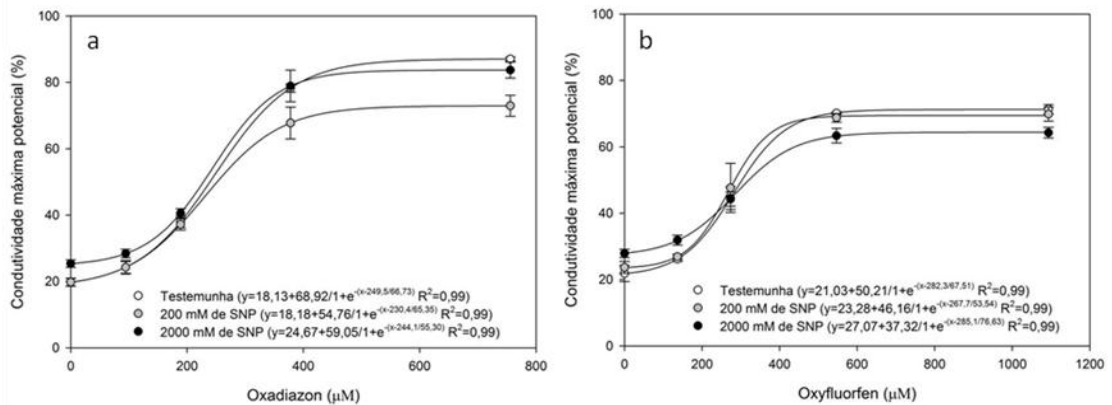 a
Condutividade máxima potencial (%)
100
80
60
40
20
0
Testemunha (y=18,13+68,92/1+e-(x-249,5/66,73) R2=0,99)
200 mM de SNP (y=18,18+54,76/1+e-(x-230,4/65,35) R2=0,99)
2000 mM de SNP (y=24,67+59,05/1+e-(x-244,1/55,30) R2=0,99)
0 200 400 600 800
Oxadiazon (µM)
b
Condutividade máxima potencial (%)
100
80
60
40
20
0
Testemunha (y=21,03+50,21/1+e-(x-282,3/67,51) R2=0,99)
200 mM de SNP (y=23,28+46,16/1+e-(x-267,7/53,54) R2=0,99)
2000 mM de SNP (y=27,07+37,32/1+e-(x-285,1/76,63) R2=0,99)
0 200 400 600 800 1000 1200
Oxyfluorfen (µM)